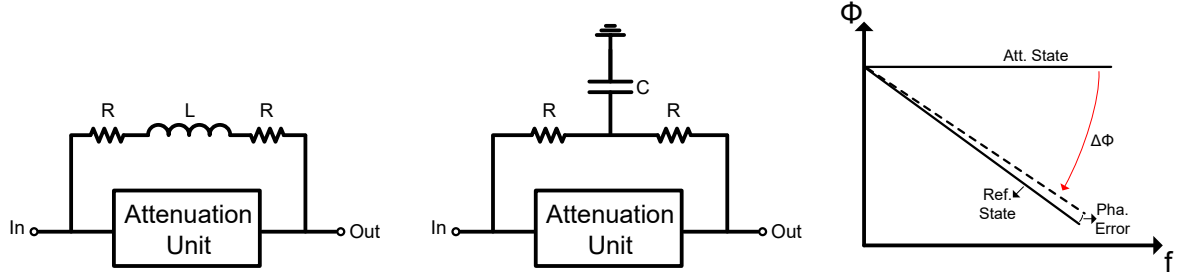 R
L
R
Attenuation
Unit
In
Out
C
R
R
Attenuation
Unit
In
Out
Φ
Att. State
ΔΦ
Ref.
State
Pha.
Error
f